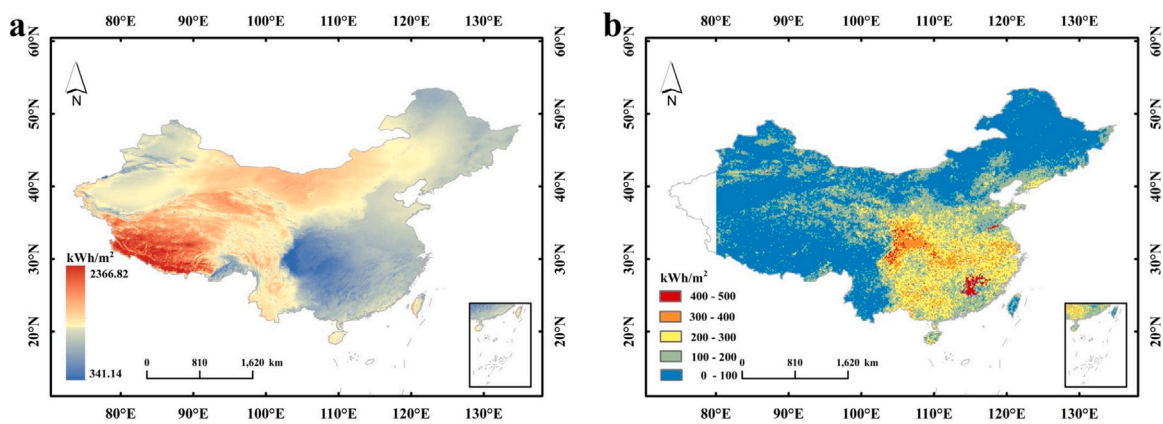 a
80°E 90°E 100°E 110°E 120°E 130°E
60°N 60°N
50°N 50°N
40°N 40°N
30°N 30°N
20°N 20°N
N
kWh/m²
2366.82
341.14
0 810 1,620 km
80°E 90°E 100°E 110°E 120°E 130°E
b
80°E 90°E 100°E 110°E 120°E 130°E
60°N 60°N
50°N 50°N
40°N 40°N
30°N 30°N
20°N 20°N
N
kWh/m²
400 - 500
300 - 400
200 - 300
100 - 200
0 - 100
0 810 1,620 km
80°E 90°E 100°E 110°E 120°E 130°E